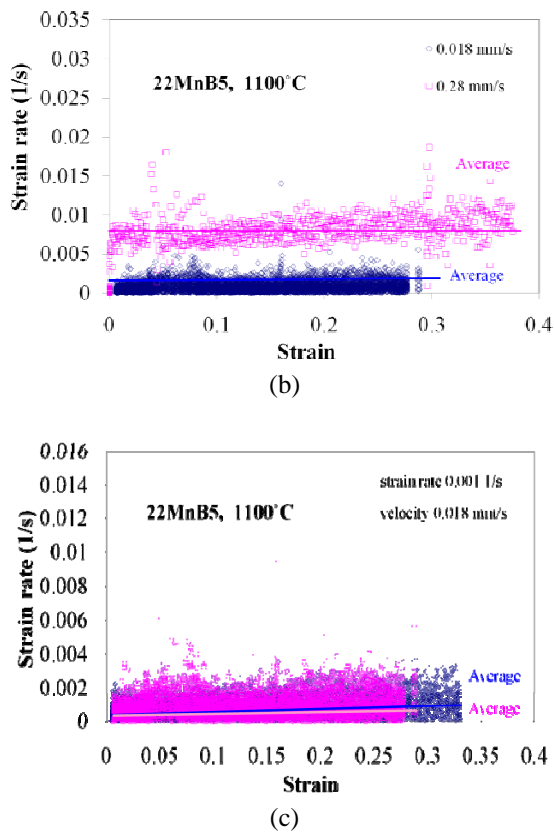 0.035
0.03
0.025
0.02
0.015
0.01
0.005
0
Strain rate (1/s)
22MnB5, 1100°C
0.018 mm/s
0.28 mm/s
Average
Average
0 0.1 0.2 0.3 0.4
Strain
(b)
0.016
0.014
0.012
0.01
0.008
0.006
0.004
0.002
0
Strain rate (1/s)
22MnB5, 1100°C
strain rate 0.001 1/s
velocity 0.018 mm/s
Average
Average
0 0.05 0.1 0.15 0.2 0.25 0.3 0.35 0.4
Strain
(c)